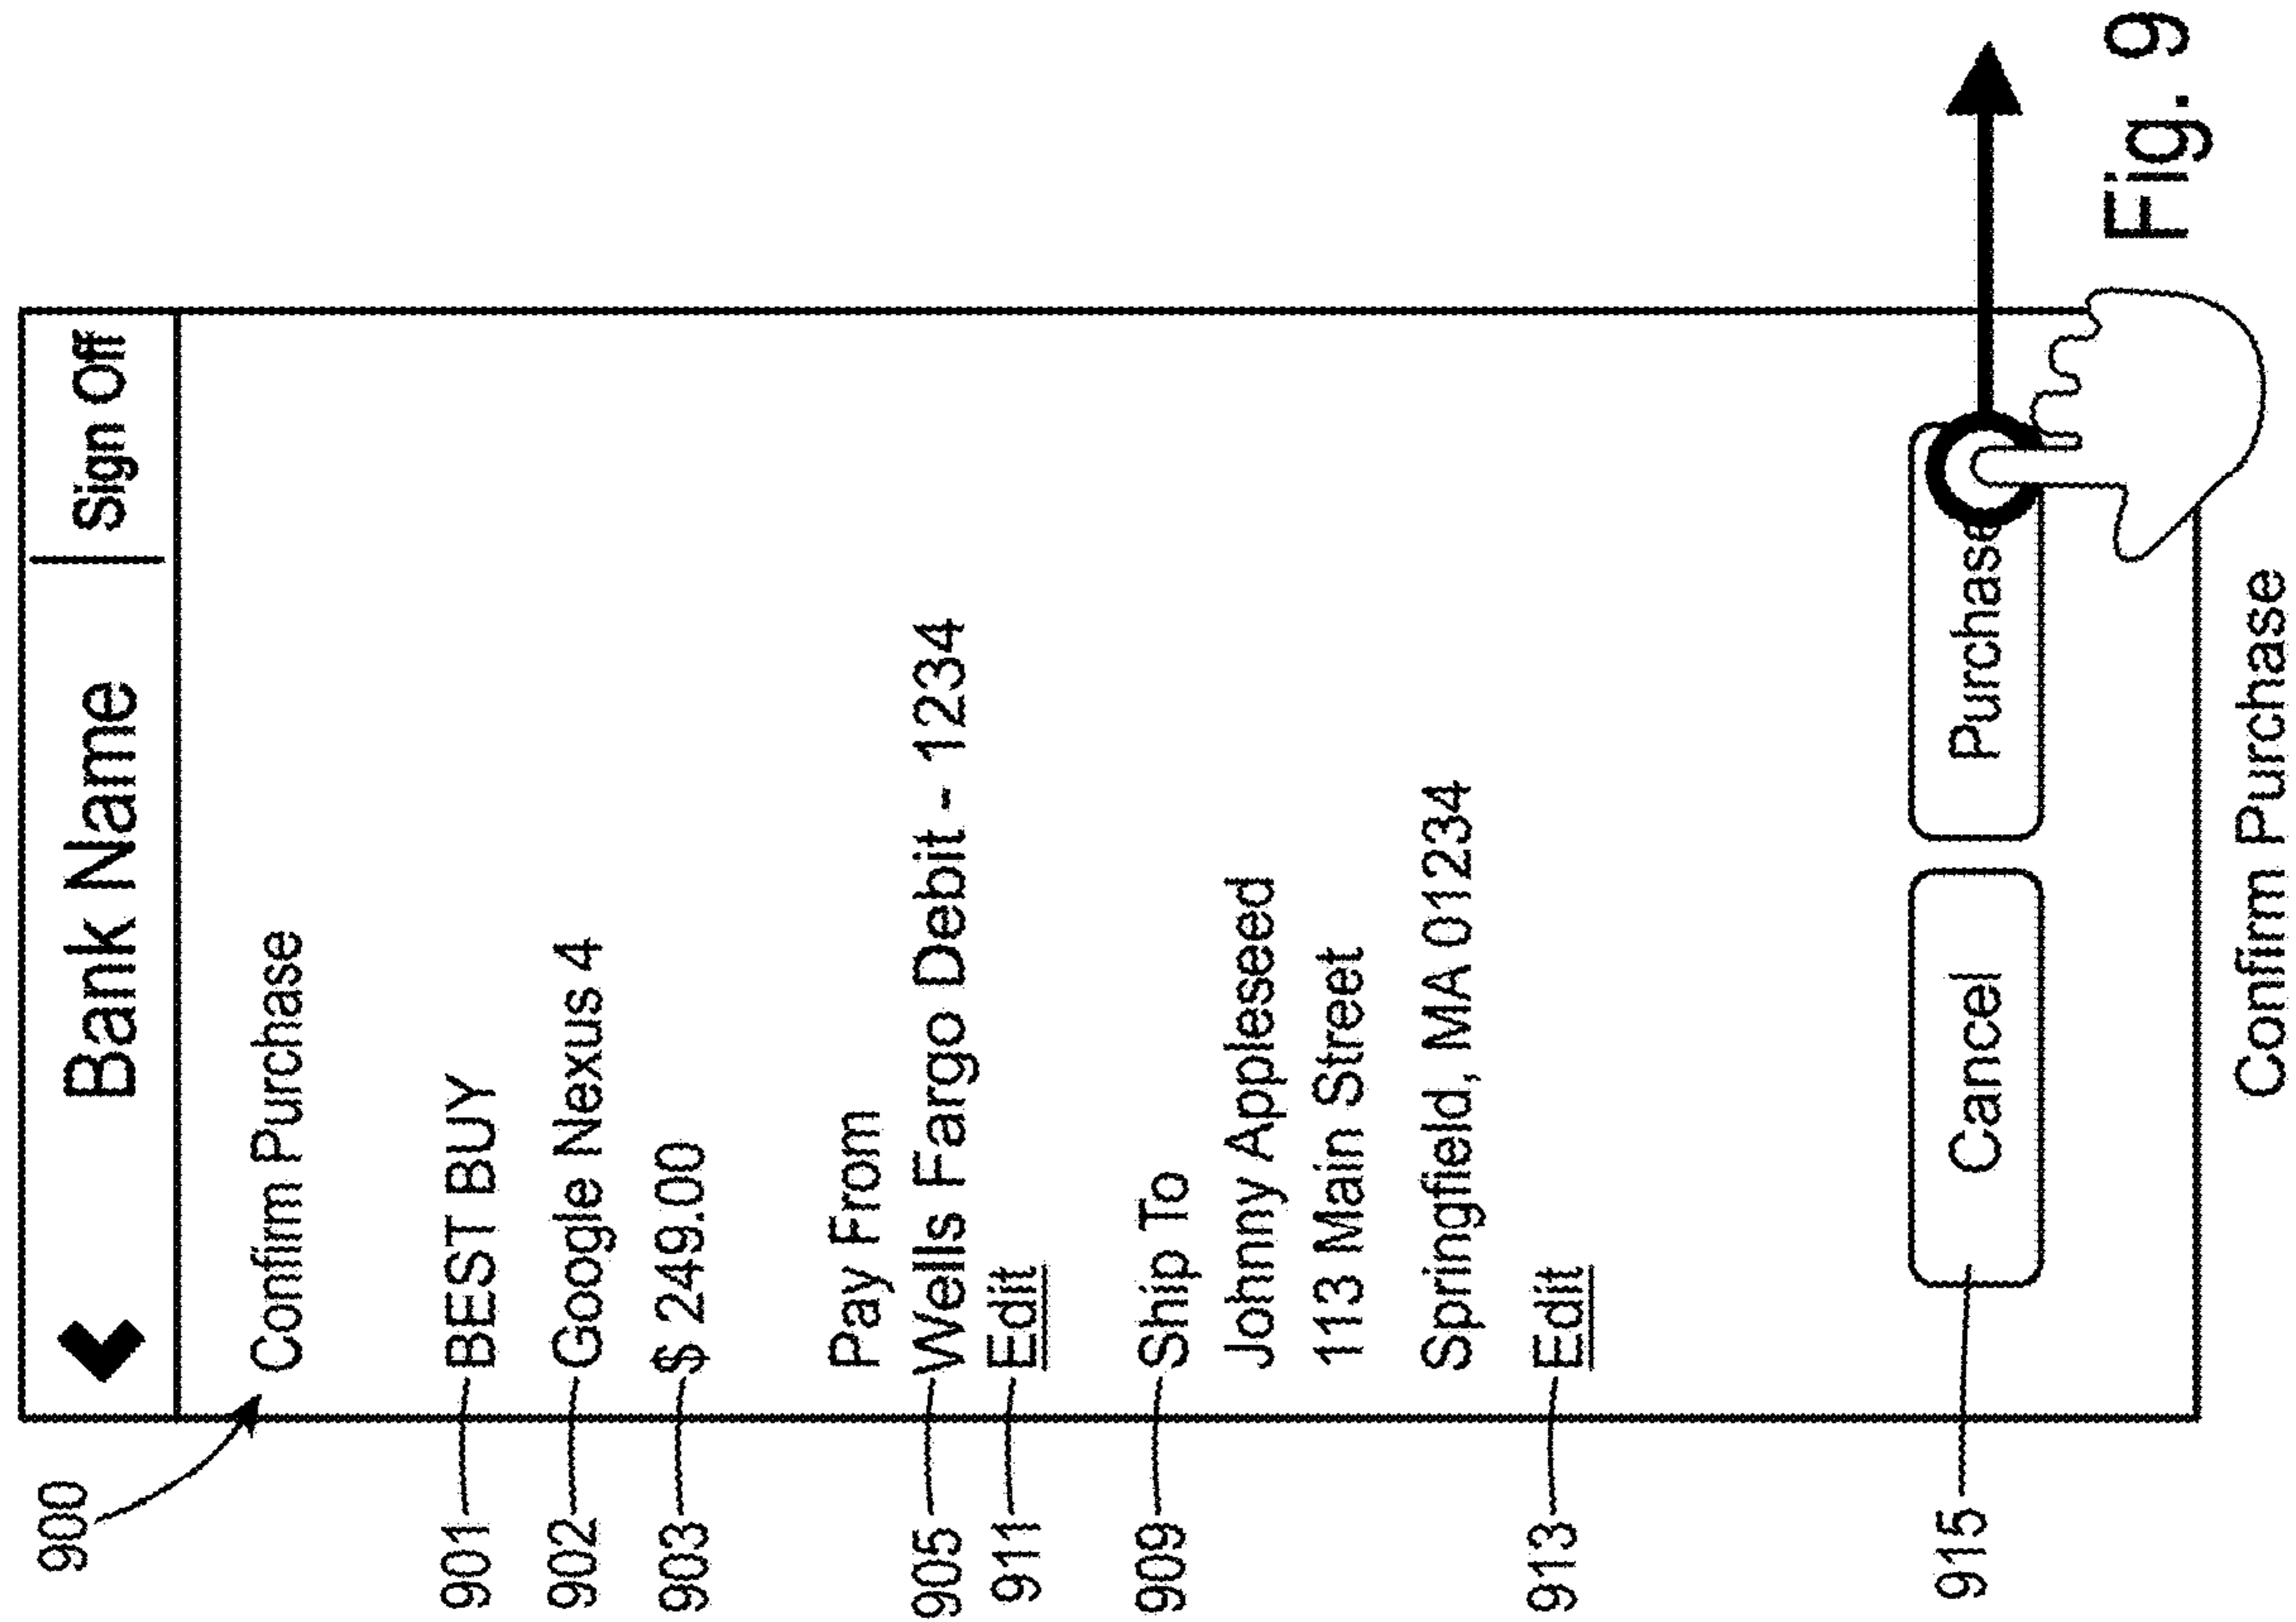 Bank Name Sign Off
900
Confirm Purchase
901 BEST BUY
902 Google Nexus 4
903 $ 249.00
Pay From
905 Wells Fargo Debit - 1234
911 Edit
909 Ship To
Johnny Appleseed
113 Main Street
Springfield, MA 01234
913 Edit
915 Cancel Purchase
Confirm Purchase
Fig. 9